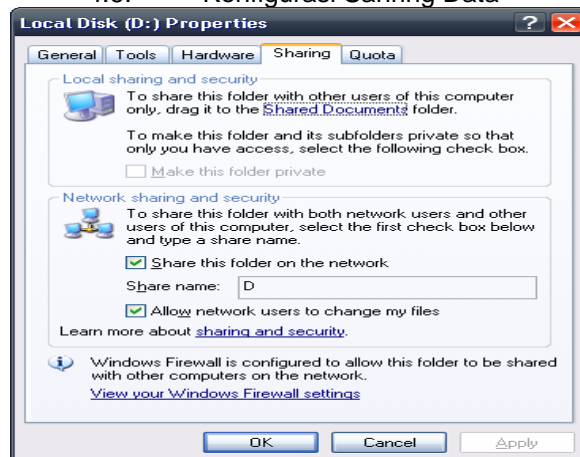 Konfigurasi
Data
Local Disk (D:) Properties
General Tools Hardware Sharing Quota
Local sharing and security
To share this folder with other users of this computer
only, drag it to the Shared Documents folder.
To make this folder and its subfolders private so that
only you have access, select the following check box.
Make this folder private
Network sharing and security
To share this folder with both network users and other
users of this computer, select the first check box below
and type a share name.
Share this folder on the network
Share name: D
Allow network users to change my files
Learn more about sharing and security.
Windows Firewall is configured to allow this folder to be shared
with other computers on the network.
View your Windows Firewall settings
OK Cancel Apply